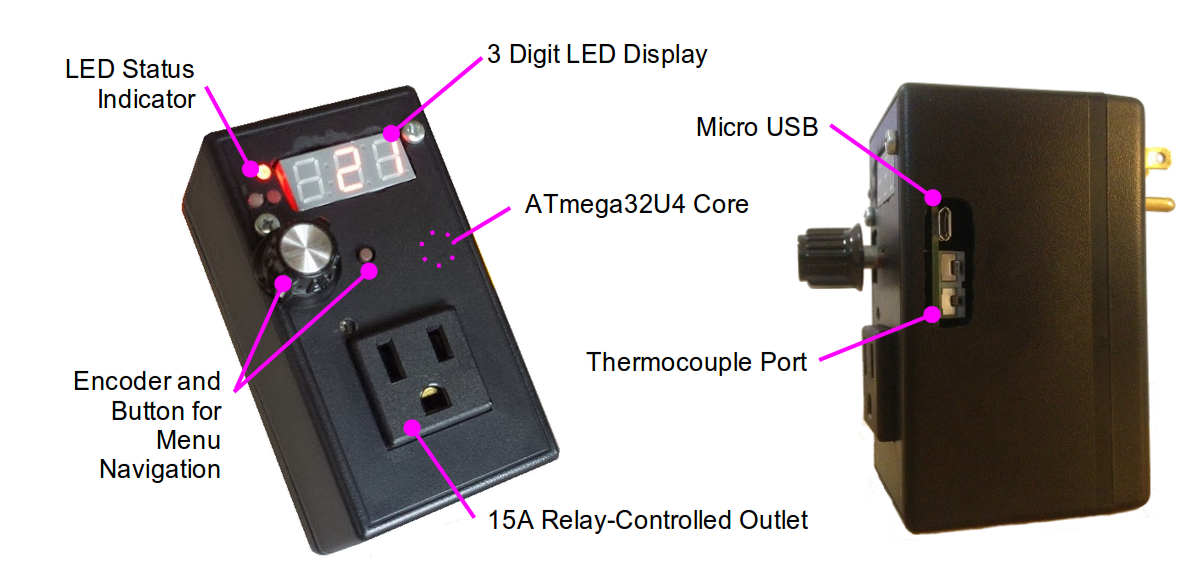 3 Digit LED Display
LED Status
Indicator
21
Micro USB
ATmega32U4 Core
Thermocouple Port
Encoder and
Button for
Menu
Navigation
15A Relay-Controlled Outlet